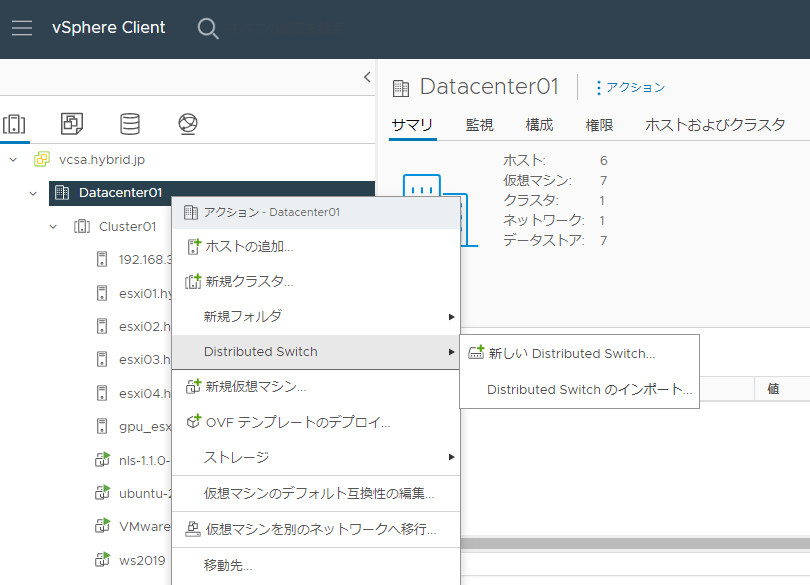 vSphere Client
Datacenter01
アクション
サマリ 監視 構成 権限 ホストおよびクラスタ
vcsa.hybrid.jp
Datacenter01
Cluster01
192.168.3
esxi01.hy
esxi02.h
esxi03.h
esxi04.h
gpu_esx
nls-1.1.0-
ubuntu-2
VMware
ws2019
ホスト: 6
仮想マシン: 7
クラスタ: 1
ネットワーク: 1
データストア: 7
アクション - Datacenter01
ホストの追加...
新規クラスタ...
新規フォルダ
Distributed Switch
新規仮想マシン...
OVF テンプレートのデプロイ...
ストレージ
仮想マシンのデフォルト互換性の編集...
仮想マシンを別のネットワークへ移行...
移動先...
新しい Distributed Switch...
Distributed Switch のインポート...
値